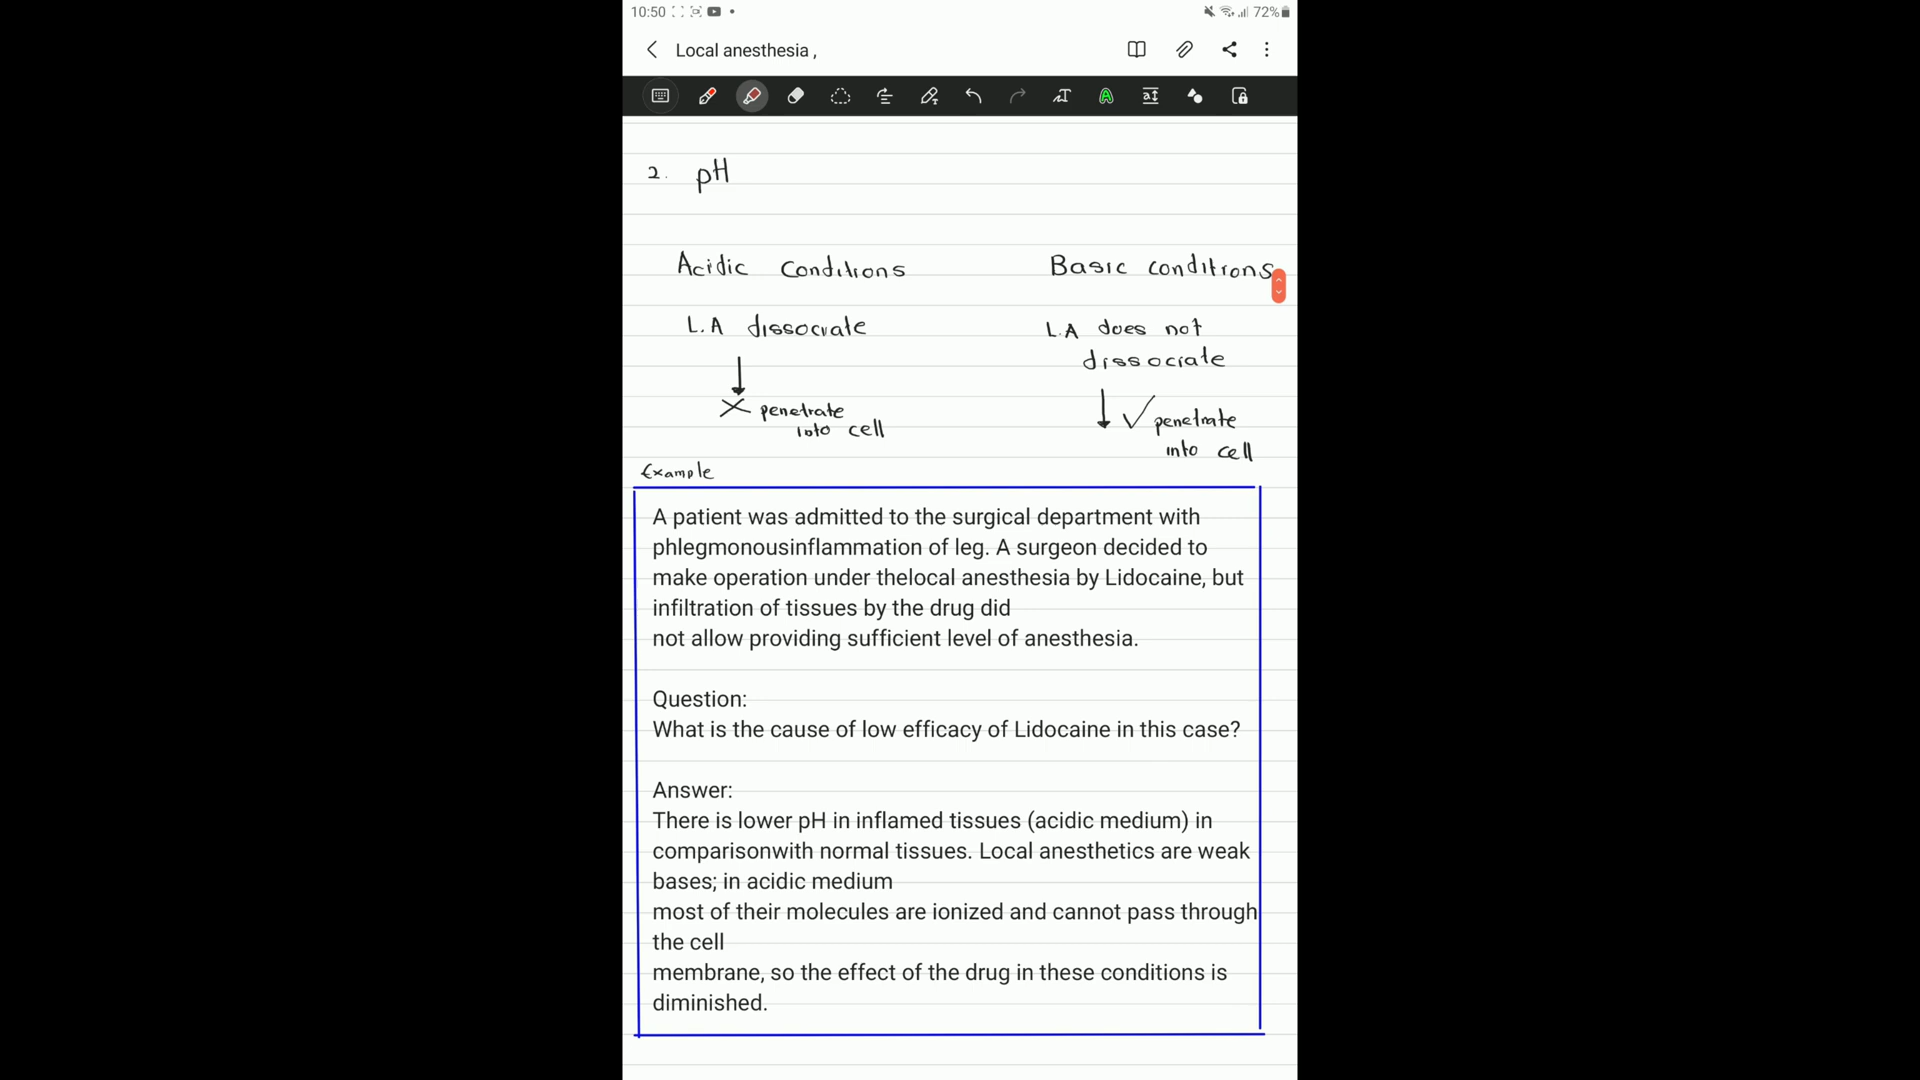 10:50
72%
Local anesthesia ,
2. pH
Acidic Conditions
Basic conditions
L.A dissociate
L.A does not
dissociate
penetrate
into cell
penetrate
into cell
Example
A patient was admitted to the surgical department with
phlegmonousinflammation of leg. A surgeon decided to
make operation under thelocal anesthesia by Lidocaine, but
infiltration of tissues by the drug did
not allow providing sufficient level of anesthesia.
Question:
What is the cause of low efficacy of Lidocaine in this case?
Answer:
There is lower pH in inflamed tissues (acidic medium) in
comparisonwith normal tissues. Local anesthetics are weak
bases; in acidic medium
most of their molecules are ionized and cannot pass through
the cell
membrane, so the effect of the drug in these conditions is
diminished.